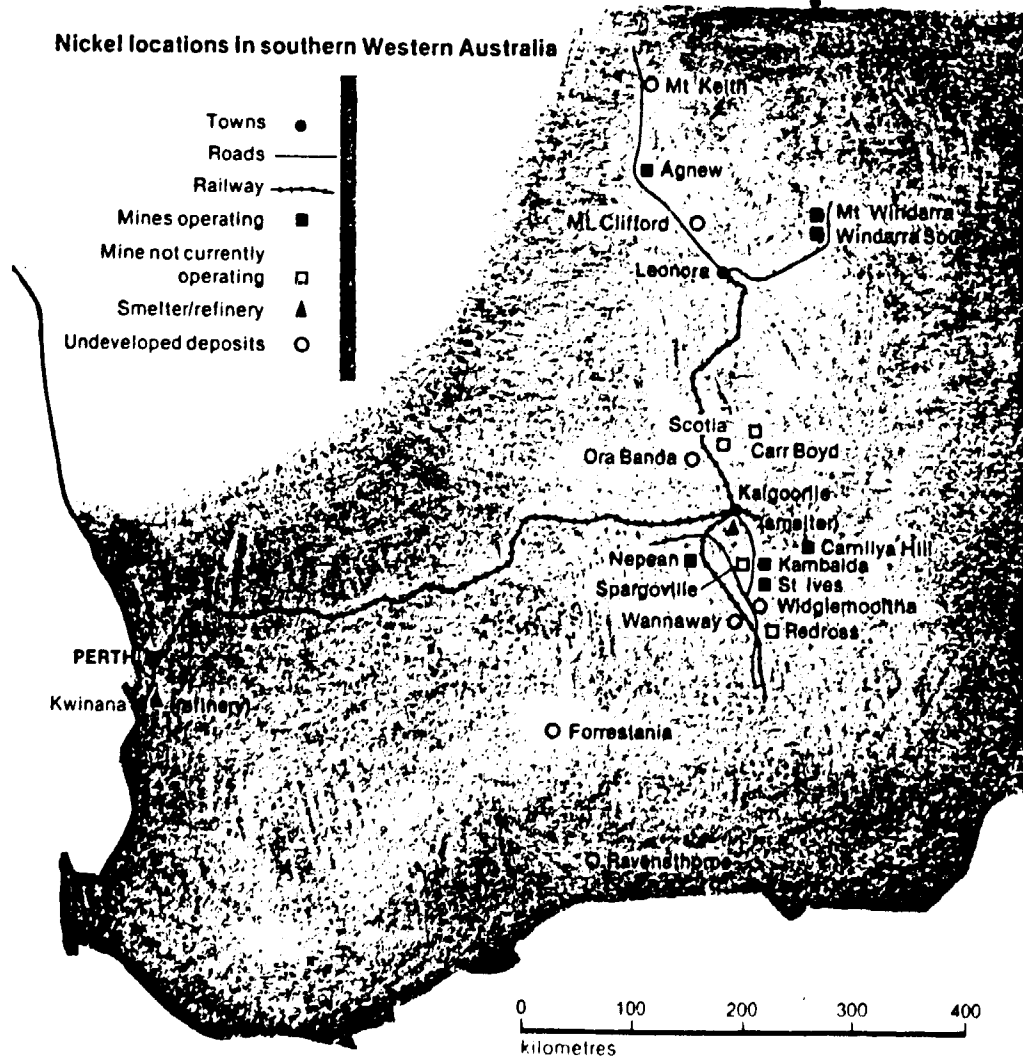 Nickel locations in southern Western Australia
Towns
Roads
Railway
Mines operating
Mine not currently
operating
Smelter/refinery
Undeveloped deposits
Mt Keith
Agnew
Mt. Clifford
Mt Windarra
Windarra South
Leonora
Scotia
Carr Boyd
Ora Banda
Kalgoorlie
(smelter)
Carnilya Hill
Nepean
Kambalda
Spargoville
St Ives
Widgiemooltha
Wannaway
Redross
PERTH
Kwinana (refinery)
Forrestania
Ravensthorpe
0 100 200 300 400
kilometres